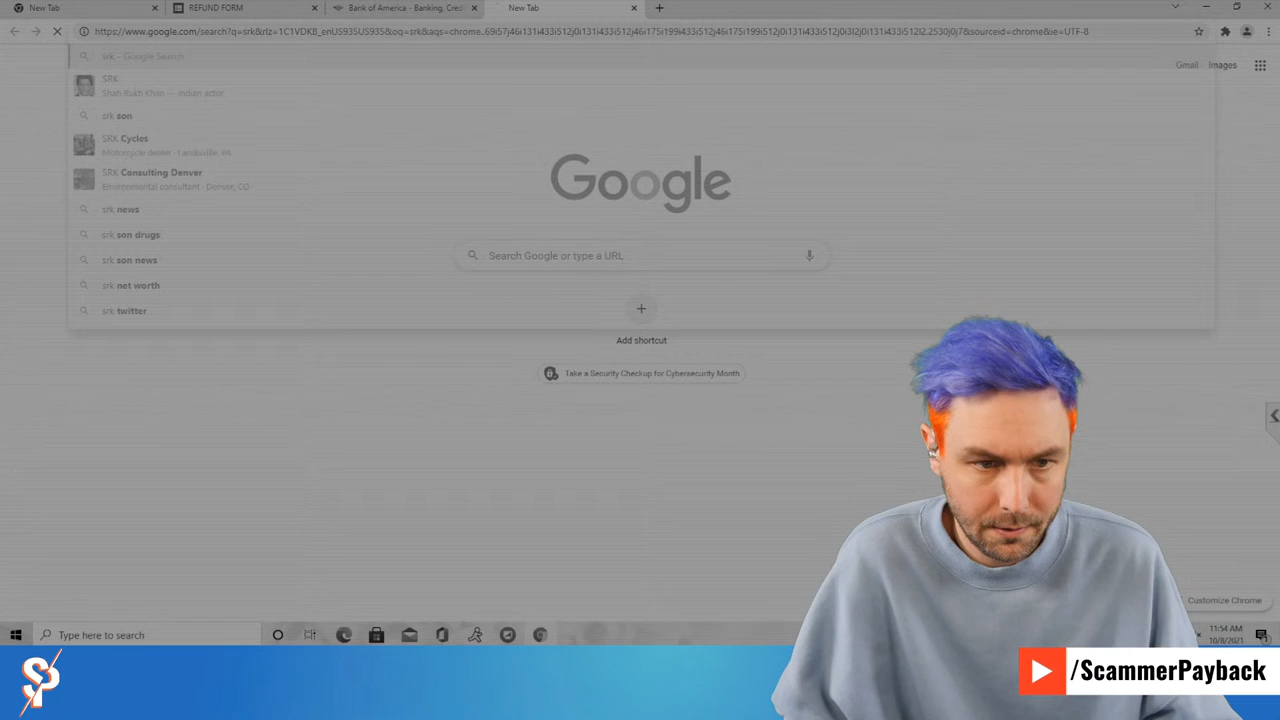 New Tab
REFUND FORM
Bank of America - Banking, Cred
New Tab
https://www.google.com/search?q=srk&rlz=1C1VDKB_enUS935US935&oq=srk&aqs=chrome..69i57j46i131i433i512j0i131i433i512j46i175i199i433i512j46i175i199i512j0i131i433i512j0i3l2j0i131i433i512l2.2530j0j7&sourceid=chrome&ie=UTF-8
srk - Google Search
Gmail Images
SRK
Shah Rukh Khan — Indian actor
srk son
SRK Cycles
Motorcycle dealer · Landisville, PA
SRK Consulting Denver
Environmental consultant · Denver, CO
srk news
srk son drugs
srk son news
srk net worth
srk twitter
Google
Search Google or type a URL
Add shortcut
Take a Security Checkup for Cybersecurity Month
Customize Chrome
Type here to search
11:54 AM
10/8/2021
SP
/ScammerPayback